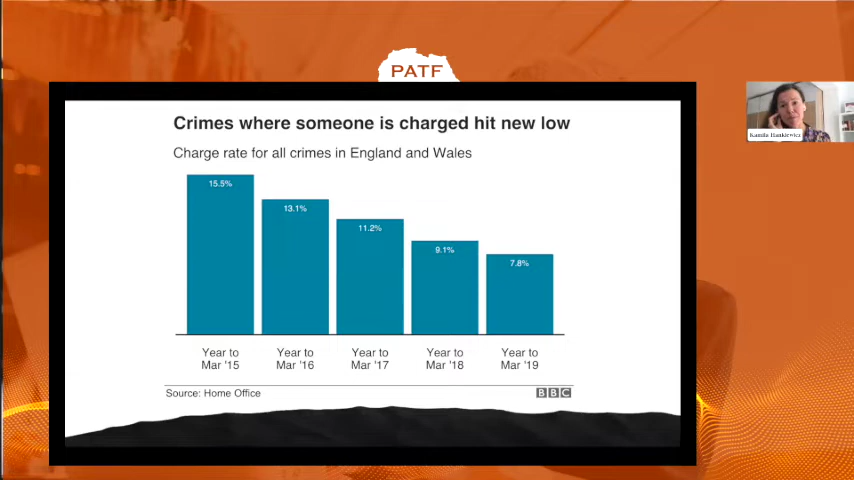 PATF
Crimes where someone is charged hit new low
Charge rate for all crimes in England and Wales
15.5%
13.1%
11.2%
9.1%
7.8%
Year to
Mar '15
Year to
Mar '16
Year to
Mar '17
Year to
Mar '18
Year to
Mar '19
Source: Home Office
BBC
Kamila Hankiewicz